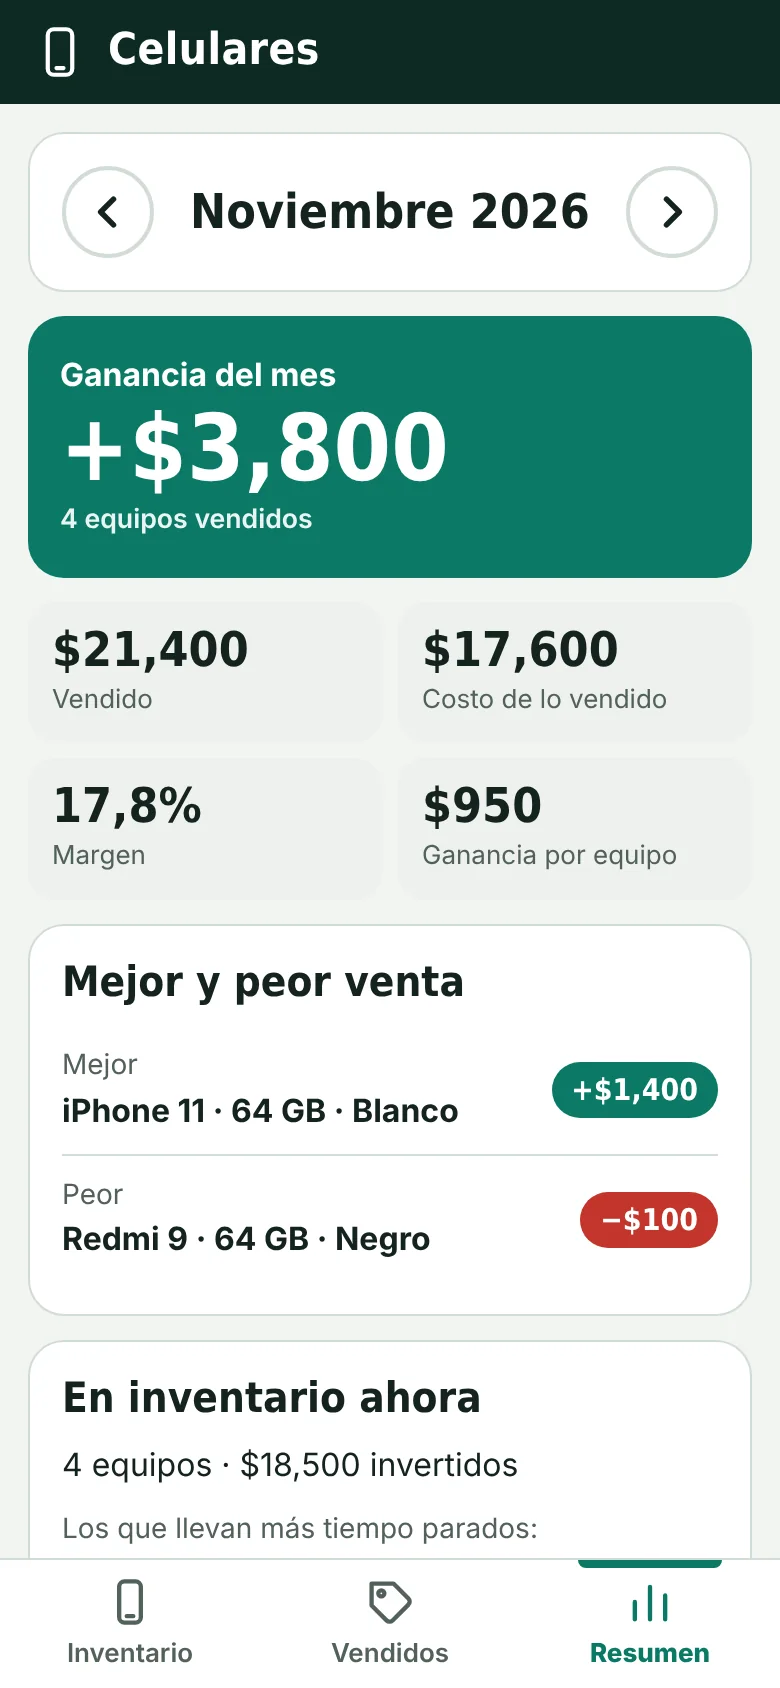 Celulares
Noviembre 2026
Ganancia del mes
+$3,800
4 equipos vendidos
$21,400
Vendido
$17,600
Costo de lo vendido
17,8%
Margen
$950
Ganancia por equipo
Mejor y peor venta
Mejor
iPhone 11 · 64 GB · Blanco
+$1,400
Peor
Redmi 9 · 64 GB · Negro
−$100
En inventario ahora
4 equipos · $18,500 invertidos
Los que llevan más tiempo parados:
Inventario
Vendidos
Resumen